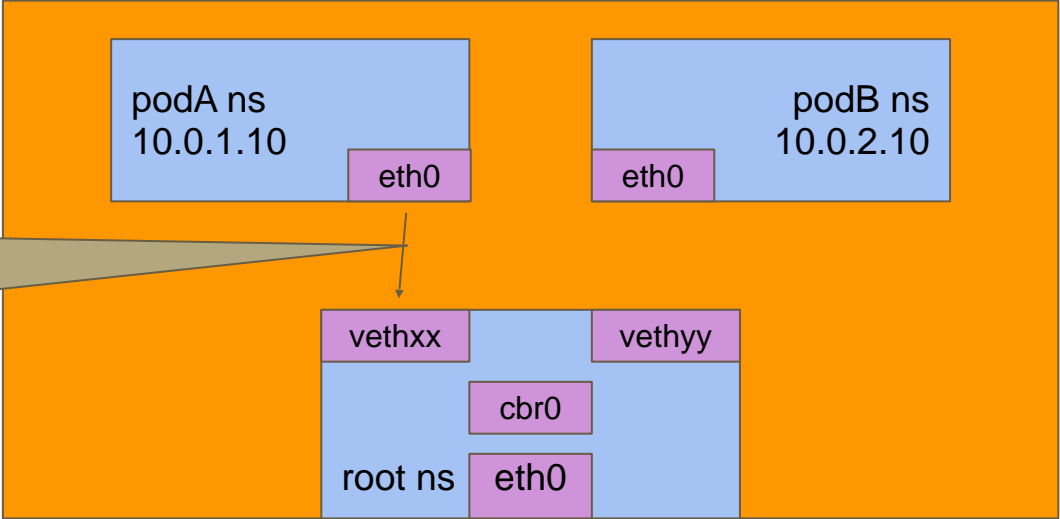 podA ns
10.0.1.10
eth0
podB ns
10.0.2.10
eth0
vethxx
vethyy
cbr0
root ns
eth0